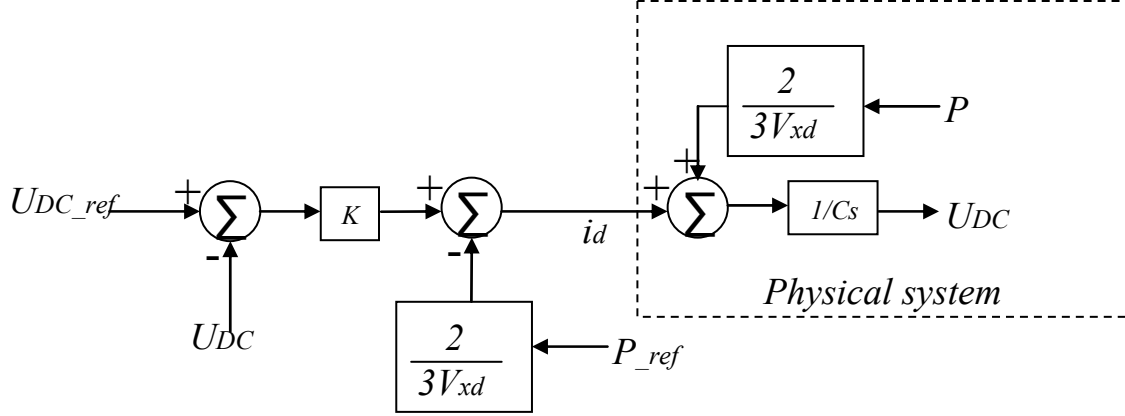 2
3Vxd
P
+
UDC_ref
+
Σ
-
K
+
Σ
-
id
+
Σ
1/Cs
UDC
Physical system
UDC
2
3Vxd
P_ref